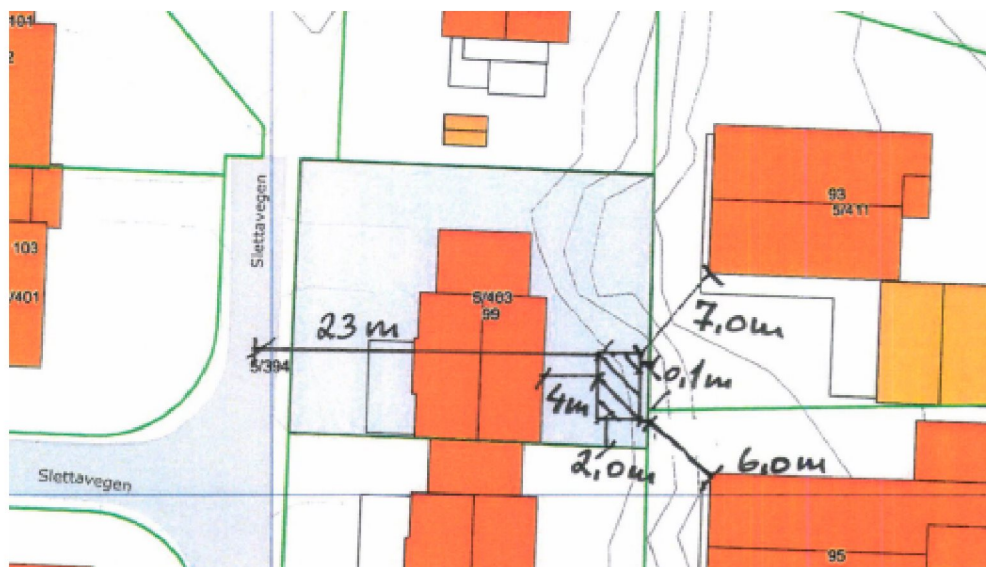 101
2
Slettavegen
93
5/411
103
/401
5/463
99
23 m
7,0m
5/394
0,1m
4m
2,0m
6,0m
Slettavegen
95